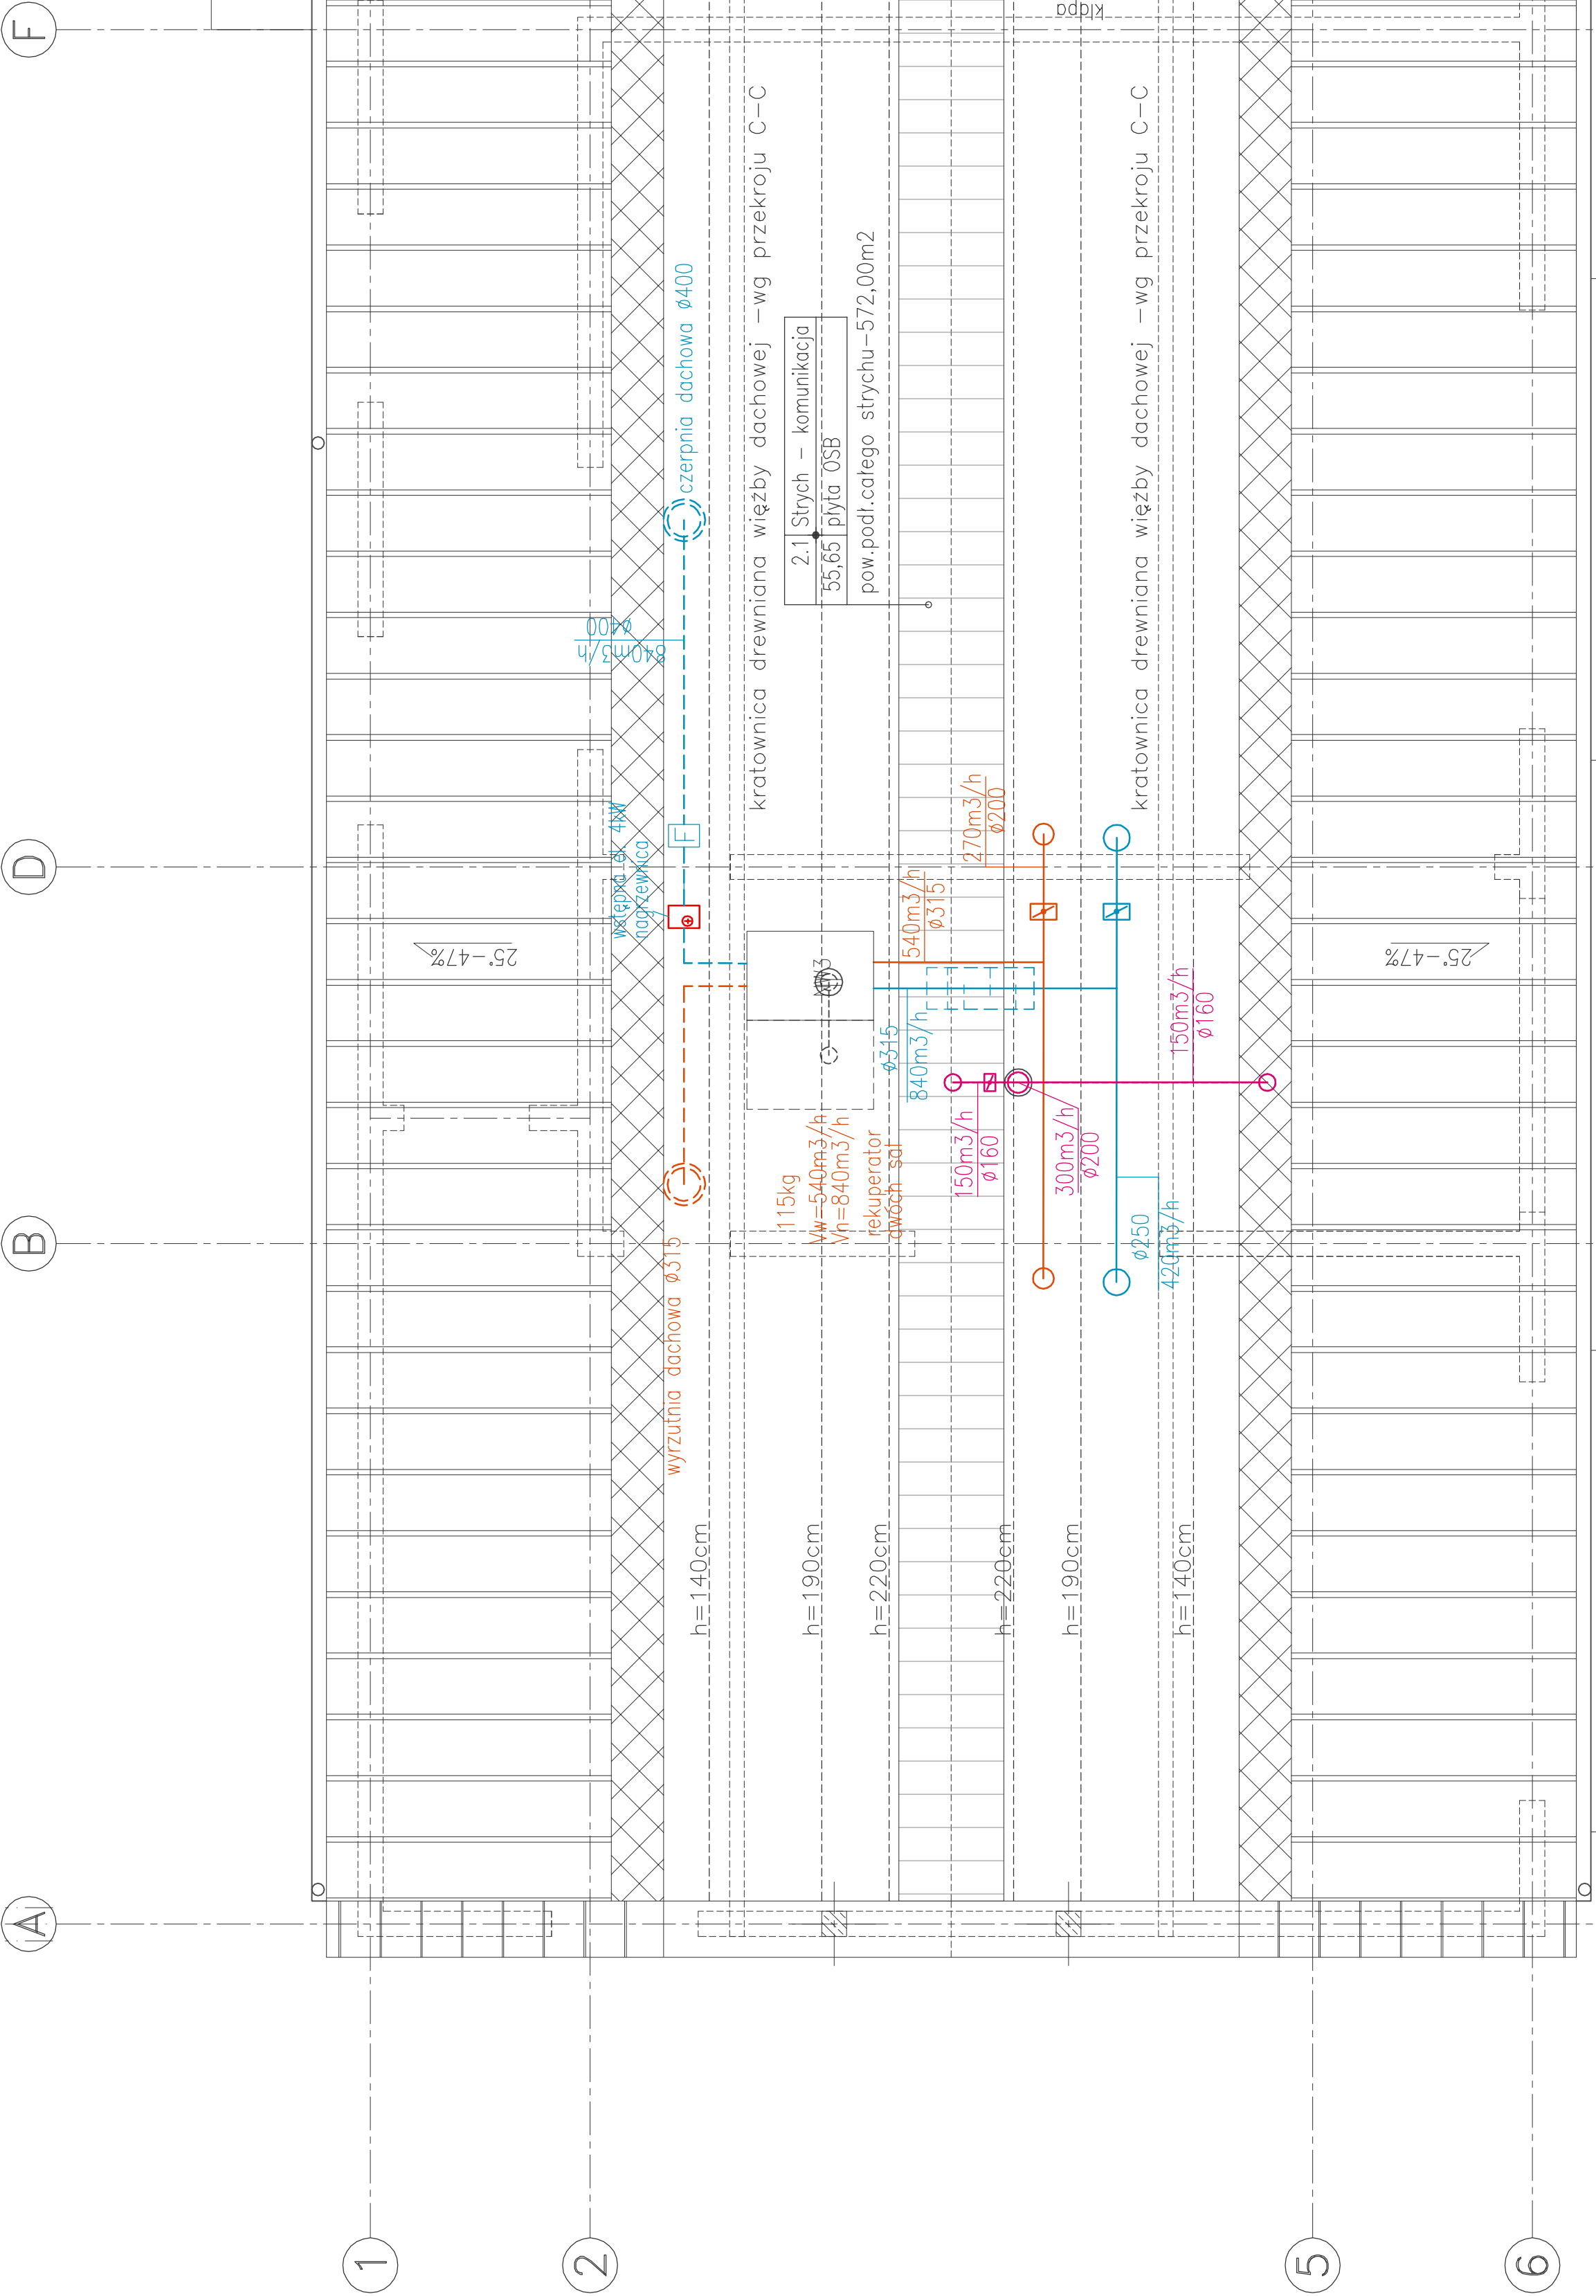 A
B
D
F
1
2
5
6
25°-47%
wyrzutnia dachowa ø315
wstępna el. 4kW
nagrzewnica
F
840m3/h
ø400
czerpnia dachowa ø400
h=140cm
h=190cm
h=220cm
h=220cm
h=190cm
h=140cm
kratownica drewniana więźby dachowej -wg przekroju C-C
2.1 Strych - komunikacja
55,65 płyta OSB
pow.podł.całego strychu-572,00m2
115kg
Vw=540m3/h
Vn=840m3/h
rekuperator
dwóch sal
ø315
840m3/h
540m3/h
ø315
270m3/h
ø200
150m3/h
ø160
300m3/h
ø200
ø250
420m3/h
150m3/h
ø160
kratownica drewniana więźby dachowej -wg przekroju C-C
klapa
25°-47%